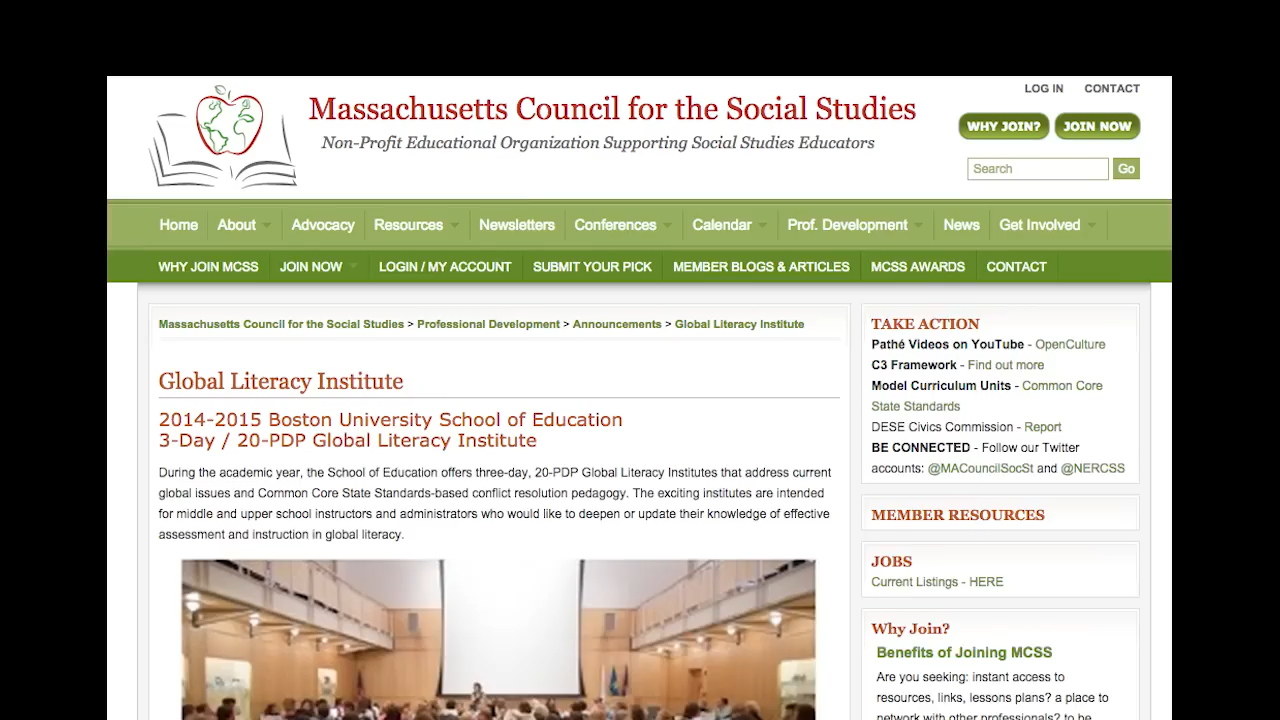 LOG IN CONTACT
Massachusetts Council for the Social Studies
Non-Profit Educational Organization Supporting Social Studies Educators
WHY JOIN? JOIN NOW
Search Go
Home About Advocacy Resources Newsletters Conferences Calendar Prof. Development News Get Involved
WHY JOIN MCSS JOIN NOW LOGIN / MY ACCOUNT SUBMIT YOUR PICK MEMBER BLOGS & ARTICLES MCSS AWARDS CONTACT
Massachusetts Council for the Social Studies > Professional Development > Announcements > Global Literacy Institute
Global Literacy Institute
2014-2015 Boston University School of Education
3-Day / 20-PDP Global Literacy Institute
During the academic year, the School of Education offers three-day, 20-PDP Global Literacy Institutes that address current
global issues and Common Core State Standards-based conflict resolution pedagogy. The exciting institutes are intended
for middle and upper school instructors and administrators who would like to deepen or update their knowledge of effective
assessment and instruction in global literacy.
TAKE ACTION
Pathé Videos on YouTube - OpenCulture
C3 Framework - Find out more
Model Curriculum Units - Common Core
State Standards
DESE Civics Commission - Report
BE CONNECTED - Follow our Twitter
accounts: @MACouncilSocSt and @NERCSS
MEMBER RESOURCES
JOBS
Current Listings - HERE
Why Join?
Benefits of Joining MCSS
Are you seeking: instant access to
resources, links, lessons plans? a place to
network with other professionals? to be